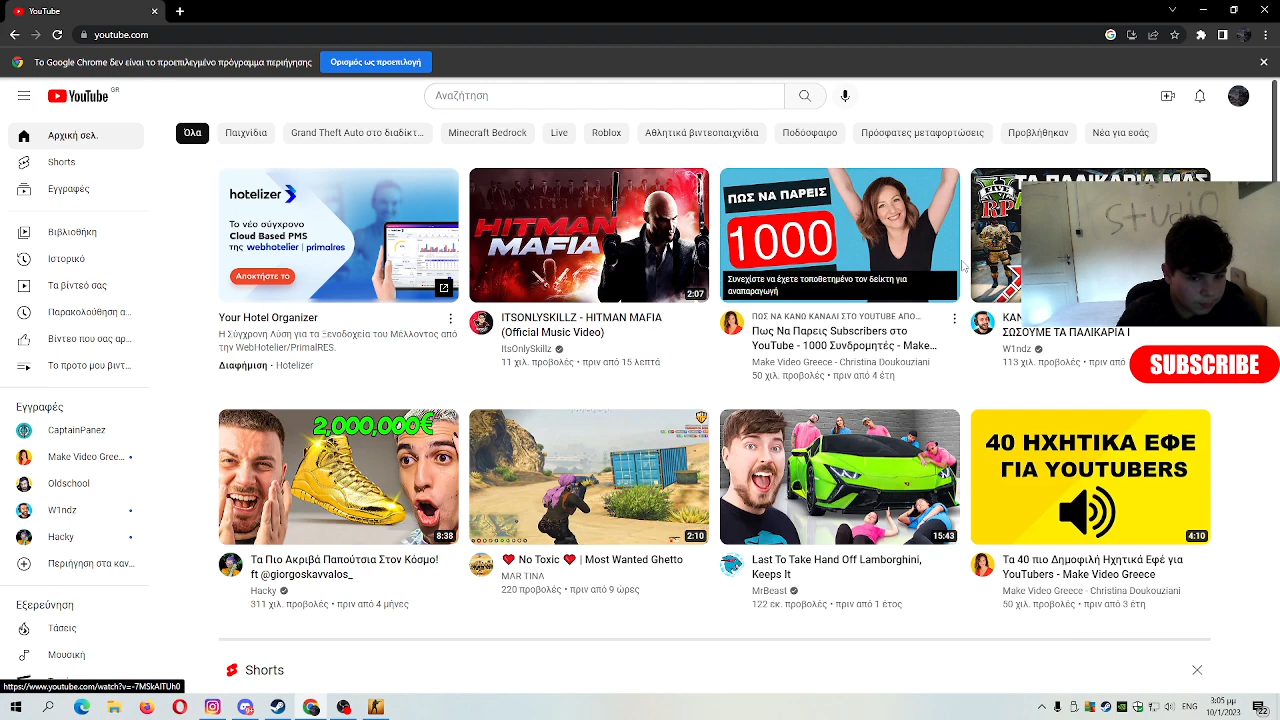 YouTube
youtube.com
Το Google Chrome δεν είναι το προεπιλεγμένο πρόγραμμα περιήγησης
Ορισμός ως προεπιλογή
YouTube GR
Αναζήτηση
Αρχική σελ.
Shorts
Εγγραφές
Βιβλιοθήκη
Ιστορικό
Τα βίντεό σας
Παρακολούθηση α...
Βίντεο που σας αρ...
Το προτο μου βιντ...
Εγγραφές
CaptainPanez
Make Video Gree...
Oldschool
W1ndz
Hacky
Περιήγηση στα καν...
Εξερεύνηση
Τάσεις
Μουσική
Όλα
Παιχνίδια
Grand Theft Auto στο διαδίκτ...
Minecraft Bedrock
Live
Roblox
Αθλητικά βιντεοπαιχνίδια
Ποδόσφαιρο
Πρόσφατες μεταφορτώσεις
Προβλήθηκαν
Νέα για εσάς
hotelizer
Το νέο σύγχρονο
Cloud Based PMS
της webhotelier | primalres
Αποκτήστε το
Your Hotel Organizer
Η Σύγχρονη Λύση για τα Ξενοδοχεία του Μέλλοντος από
την WebHotelier/PrimalRES.
Διαφήμιση · Hotelizer
HITMAN
MAFIA
2:07
ITSONLYSKILLZ - HITMAN MAFIA
(Official Music Video)
ItsOnlySkillz
11 χιλ. προβολές • πριν από 15 λεπτά
ΠΩΣ ΝΑ ΠΑΡΕΙΣ
1000
Συνεχίστε να έχετε τοποθετημένο τον δείκτη για
αναπαραγωγή
ΠΩΣ ΝΑ ΚΑΝΩ ΚΑΝΑΛΙ ΣΤΟ YOUTUBE ΑΠΟ...
Πως Να Παρεις Subscribers στο
YouTube - 1000 Συνδρομητές - Make...
Make Video Greece - Christina Doukouziani
50 χιλ. προβολές • πριν από 4 έτη
ΤΑ ΠΑΛΙΚΑΡΙΑ ΜΑΣ
LIVE
RP
ΚΑΝ
ΣΩΣΟΥΜΕ ΤΑ ΠΑΛΙΚΑΡΙΑ Ι
W1ndz
113 χιλ. προβολές • πριν από
SUBSCRIBE
2,000,000€
8:38
Τα Πιο Ακριβά Παπούτσια Στον Κόσμο!
ft @giorgoskavvalos_
Hacky
311 χιλ. προβολές • πριν από 4 μήνες
2:10
No Toxic | Most Wanted Ghetto
MΛR TINΛ
220 προβολές • πριν από 9 ώρες
15:43
Last To Take Hand Off Lamborghini,
Keeps It
MrBeast
122 εκ. προβολές • πριν από 1 έτος
40 ΗΧΗΤΙΚΑ ΕΦΕ
ΓΙΑ YOUTUBERS
4:10
Τα 40 πιο Δημοφιλή Ηχητικά Εφέ για
YouTubers - Make Video Greece
Make Video Greece - Christina Doukouziani
50 χιλ. προβολές • πριν από 3 έτη
Shorts
https://www.youtube.com/watch?v=-7MSkAITUh0
ENG
3:05 μμ
10/1/2023
22